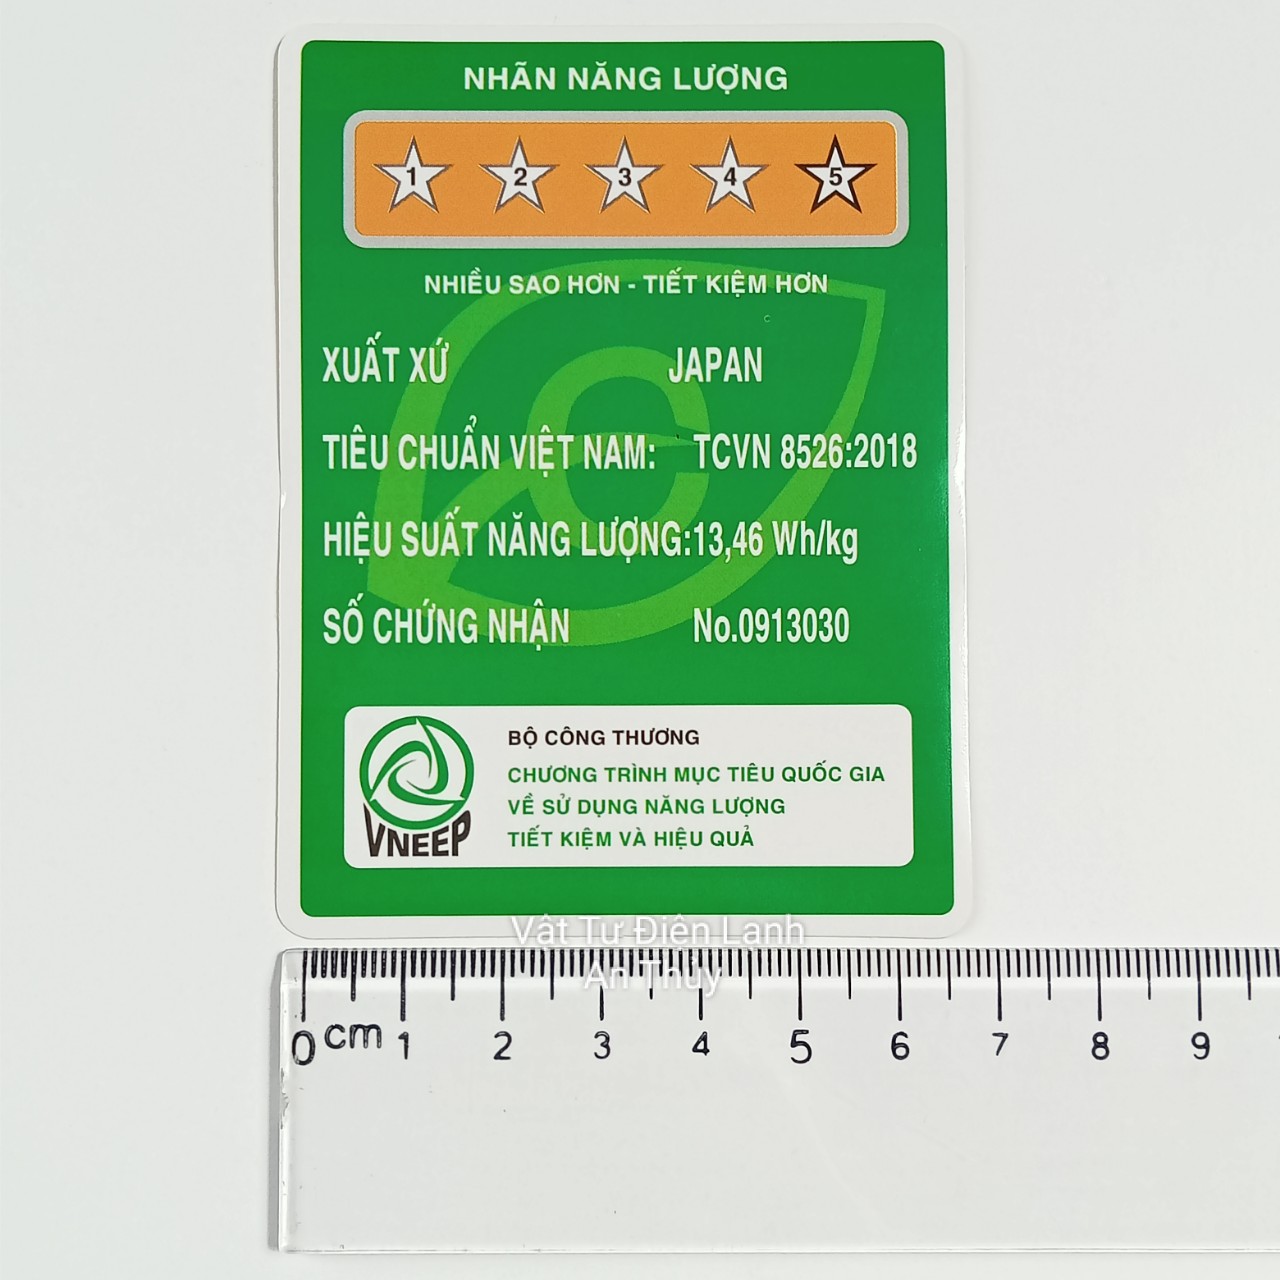 NHÃN NĂNG LƯỢNG
1 2 3 4 5
NHIỀU SAO HƠN - TIẾT KIỆM HƠN
XUẤT XỨ JAPAN
TIÊU CHUẨN VIỆT NAM: TCVN 8526:2018
HIỆU SUẤT NĂNG LƯỢNG:13,46 Wh/kg
SỐ CHỨNG NHẬN No.0913030
BỘ CÔNG THƯƠNG
CHƯƠNG TRÌNH MỤC TIÊU QUỐC GIA
VỀ SỬ DỤNG NĂNG LƯỢNG
TIẾT KIỆM VÀ HIỆU QUẢ
VNEEP
Vật Tư Điện Lạnh
An Thủy
0 cm 1 2 3 4 5 6 7 8 9